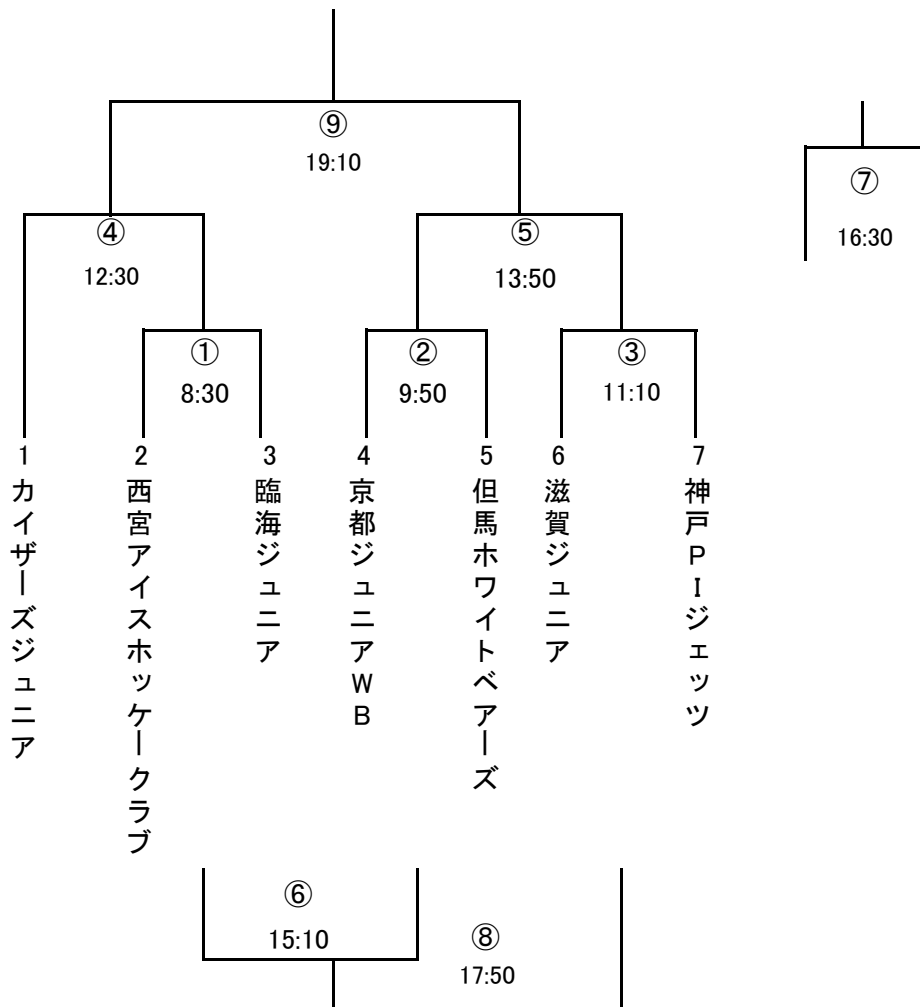 ⑨
19:10
⑦
16:30
④
12:30
⑤
13:50
①
8:30
②
9:50
③
11:10
1 カイザーズジュニア
2 西宮アイスホッケークラブ
3 臨海ジュニア
4 京都ジュニアWB
5 但馬ホワイトベアーズ
6 滋賀ジュニア
7 神戸PIジェッツ
⑥
15:10
⑧
17:50